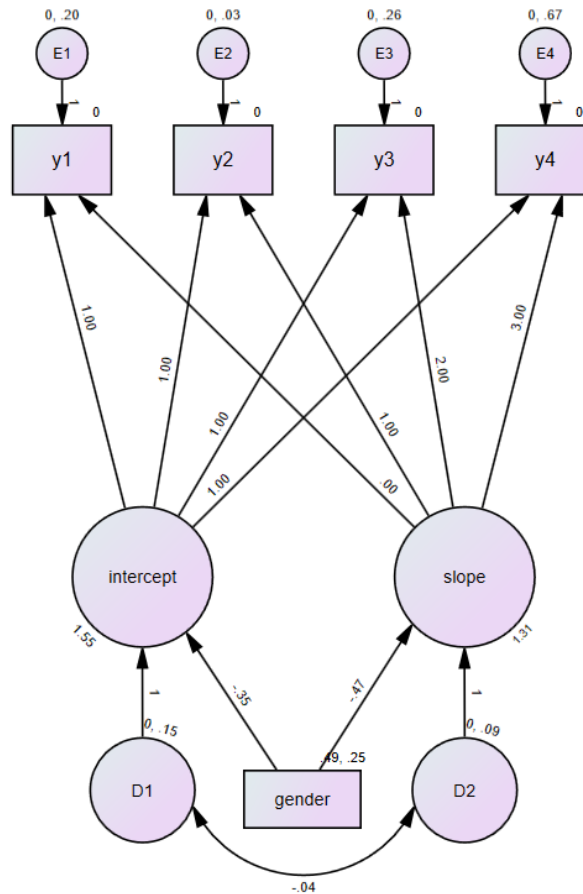 0, .20
0, .03
0, .26
0, .67
E1
E2
E3
E4
1
1
1
1
0
0
0
0
y1
y2
y3
y4
1.00
1.00
1.00
1.00
.00
1.00
2.00
3.00
intercept
slope
1.55
1.31
-.35
-.47
1
1
0, .15
.49, .25
0, .09
D1
gender
D2
-.04